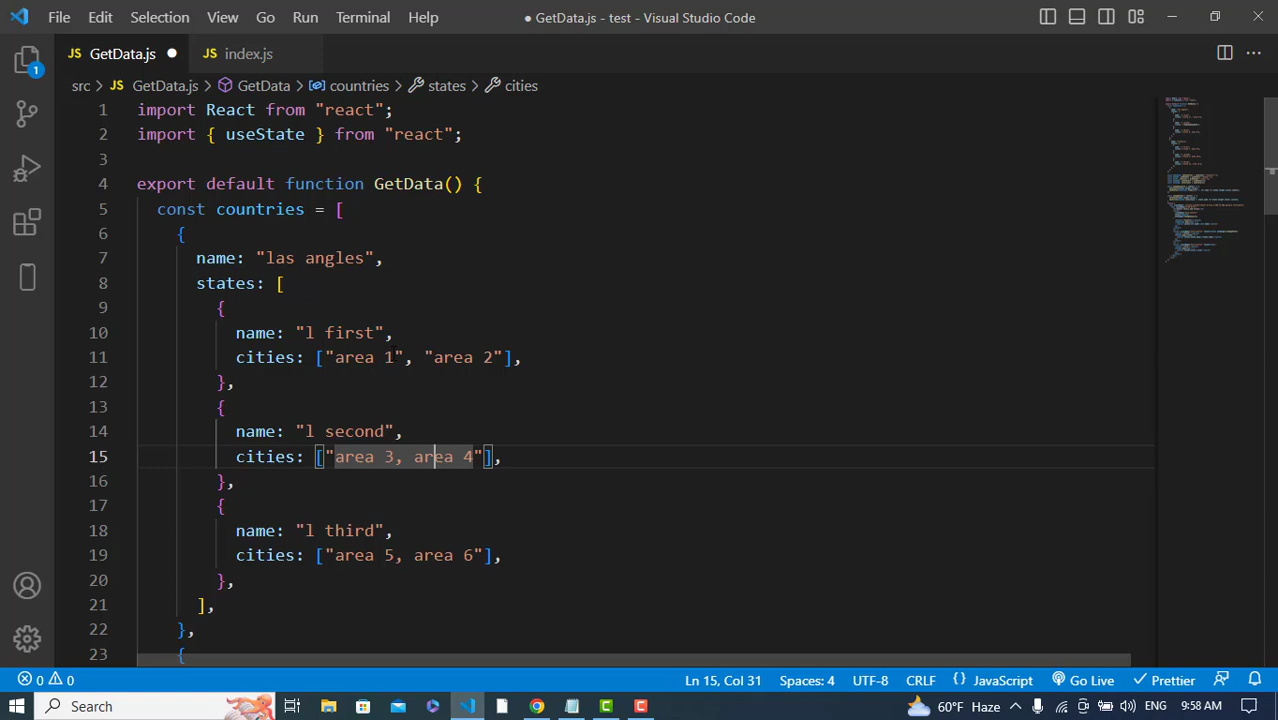 File Edit Selection View Go Run Terminal Help
● GetData.js - test - Visual Studio Code
JS GetData.js ●
JS index.js
src > JS GetData.js > GetData > countries > states > cities
1
1 import React from "react";
2 import { useState } from "react";
3
4 export default function GetData() {
5 const countries = [
6 {
7 name: "las angles",
8 states: [
9 {
10 name: "l first",
11 cities: ["area 1", "area 2"],
12 },
13 {
14 name: "l second",
15 cities: ["area 3, area 4"],
16 },
17 {
18 name: "l third",
19 cities: ["area 5, area 6"],
20 },
21 ],
22 },
23 {
0 0 Ln 15, Col 31 Spaces: 4 UTF-8 CRLF {} JavaScript Go Live Prettier
Search 60°F Haze ENG 9:58 AM